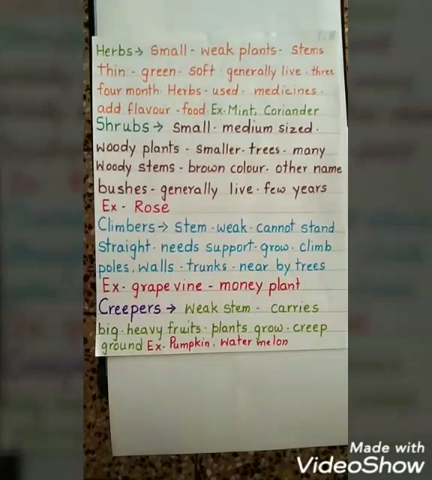 Herbs → Small - weak plants - stems
thin - green - soft - generally live - three
four month. Herbs - used - medicines -
add flavour - food. Ex. Mint, Coriander
Shrubs → small - medium sized -
woody plants - smaller - trees - many
woody stems - brown colour - other name
bushes - generally live - few years
Ex - Rose
Climbers → stem - weak - cannot stand
straight - needs support - grow - climb
poles, walls - trunks - near by trees
Ex - grape vine - money plant
Creepers → weak stem - carries
big - heavy fruits - plants grow - creep
ground Ex. Pumpkin, water melon
Made with
VideoShow